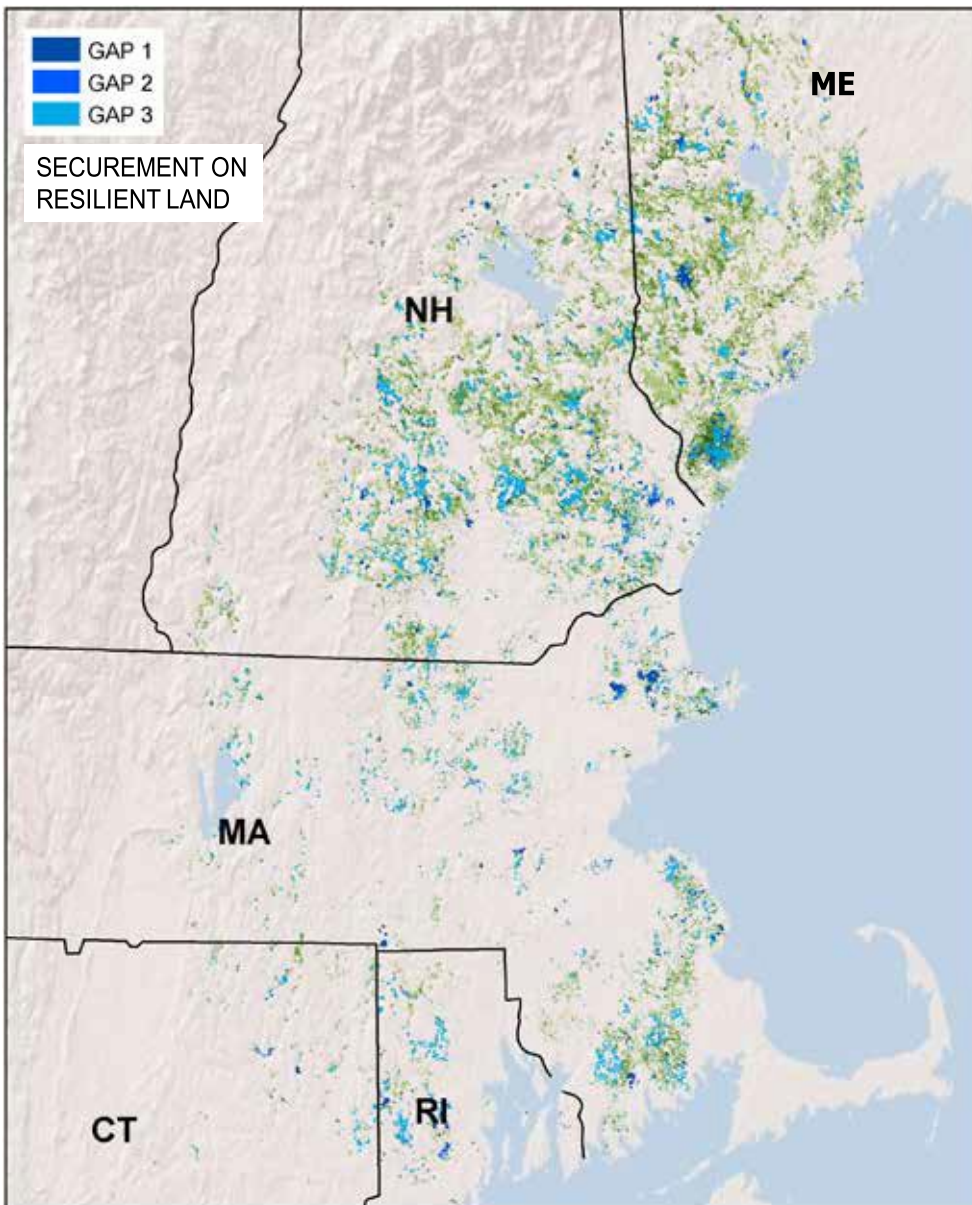 GAP 1
GAP 2
GAP 3
SECUREMENT ON
RESILIENT LAND
ME
NH
MA
CT
RI